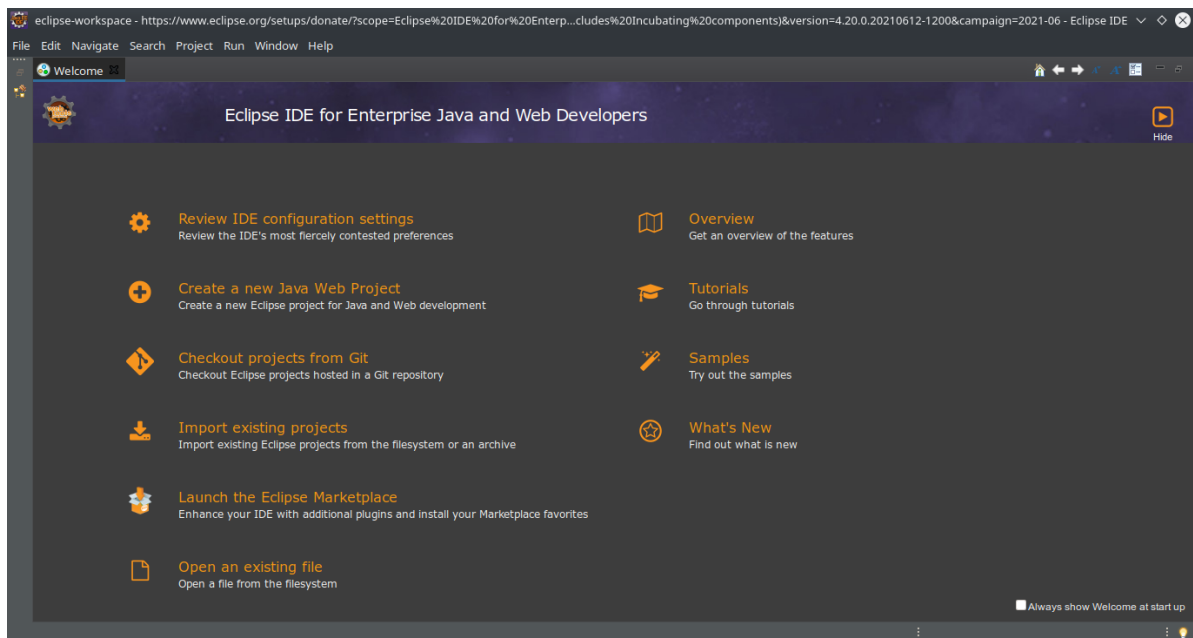 eclipse-workspace - https://www.eclipse.org/setups/donate/?scope=Eclipse%20IDE%20for%20Enterp...cludes%20Incubating%20components)&version=4.20.0.20210612-1200&campaign=2021-06 - Eclipse IDE
File Edit Navigate Search Project Run Window Help
Welcome
Eclipse IDE for Enterprise Java and Web Developers
Hide
Review IDE configuration settings
Review the IDE's most fiercely contested preferences
Create a new Java Web Project
Create a new Eclipse project for Java and Web development
Checkout projects from Git
Checkout Eclipse projects hosted in a Git repository
Import existing projects
Import existing Eclipse projects from the filesystem or an archive
Launch the Eclipse Marketplace
Enhance your IDE with additional plugins and install your Marketplace favorites
Open an existing file
Open a file from the filesystem
Overview
Get an overview of the features
Tutorials
Go through tutorials
Samples
Try out the samples
What's New
Find out what is new
Always show Welcome at start up